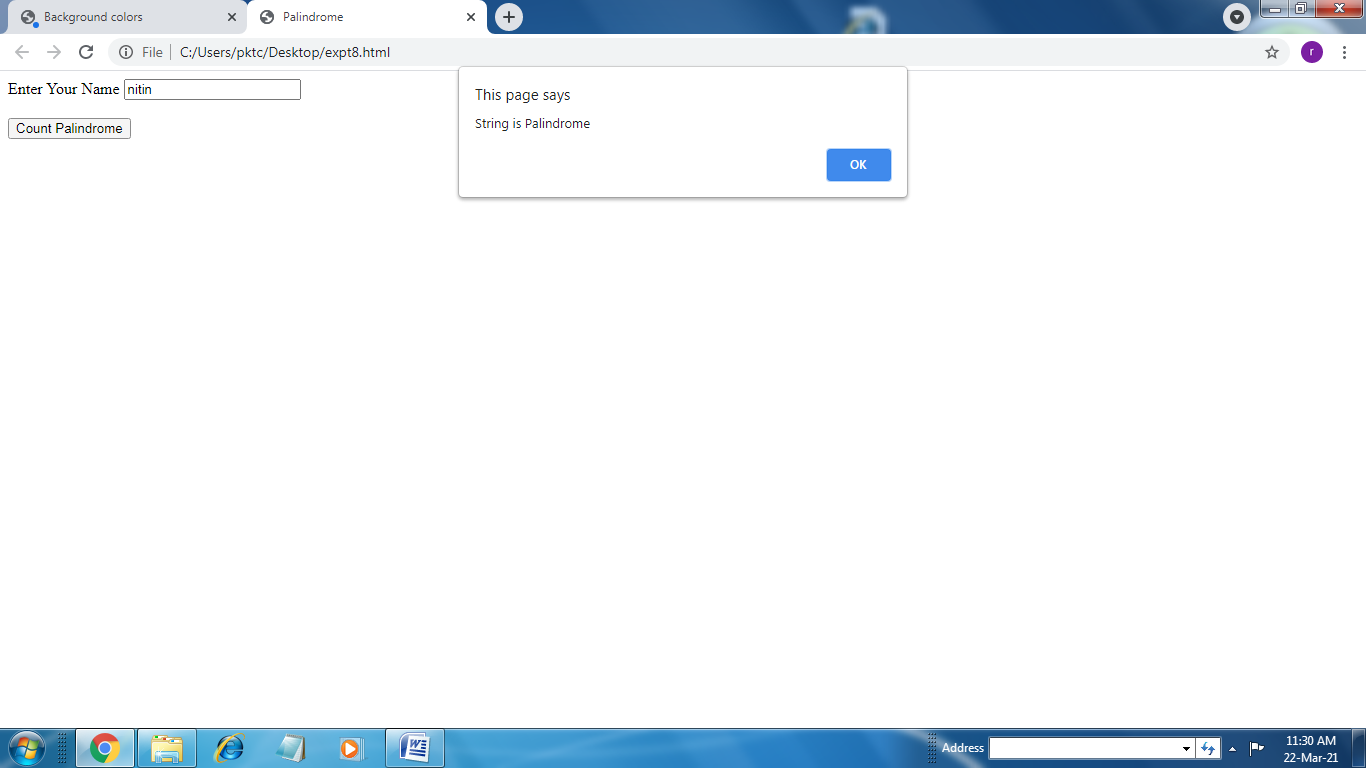 Background colors
Palindrome
File
C:/Users/pktc/Desktop/expt8.html
r
Enter Your Name nitin
Count Palindrome
This page says
String is Palindrome
OK
Address
11:30 AM
22-Mar-21